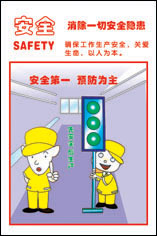 安全
SAFETY
消除一切安全隐患
确保工作生产安全，关爱
生命，以人为本。
安全第一 预防为主